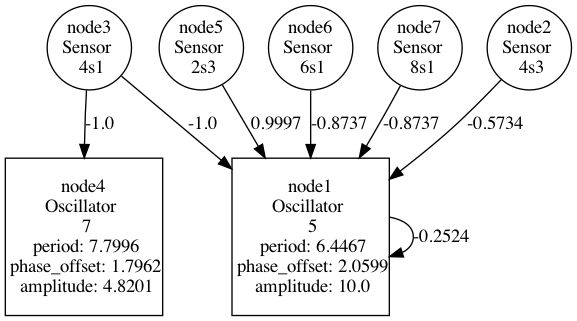 node3
Sensor
4s1
node5
Sensor
2s3
node6
Sensor
6s1
node7
Sensor
8s1
node2
Sensor
4s3
-1.0
-1.0
0.9997
-0.8737
-0.8737
-0.5734
node4
Oscillator
7
period: 7.7996
phase_offset: 1.7962
amplitude: 4.8201
node1
Oscillator
5
period: 6.4467
phase_offset: 2.0599
amplitude: 10.0
-0.2524